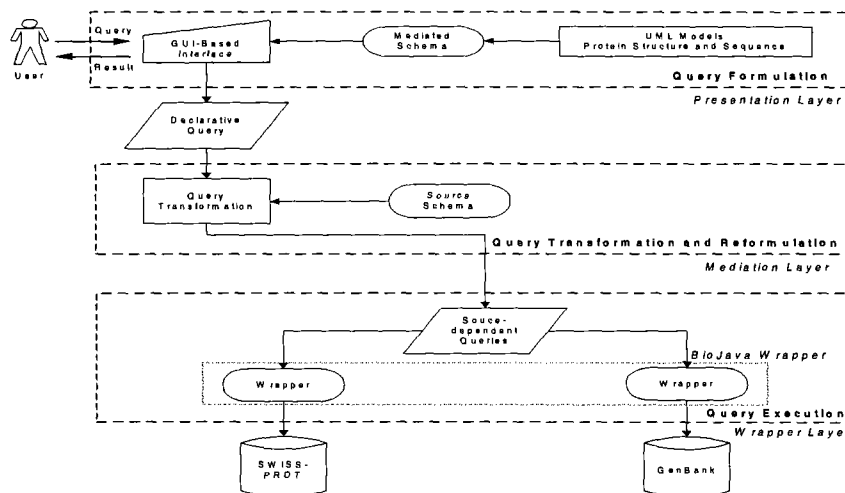 Query
Result
User
GUI-Based
Interface
Mediated
Schema
UML Models
Protein Structure and Sequence
Query Formulation
Presentation Layer
Declarative
Query
Query
Transformation
Source
Schema
Query Transformation and Reformulation
Mediation Layer
Souce-
dependant
Queries
BioJava Wrapper
Wrapper
Wrapper
Query Execution
Wrapper Layer
SWISS-
PROT
GenBank